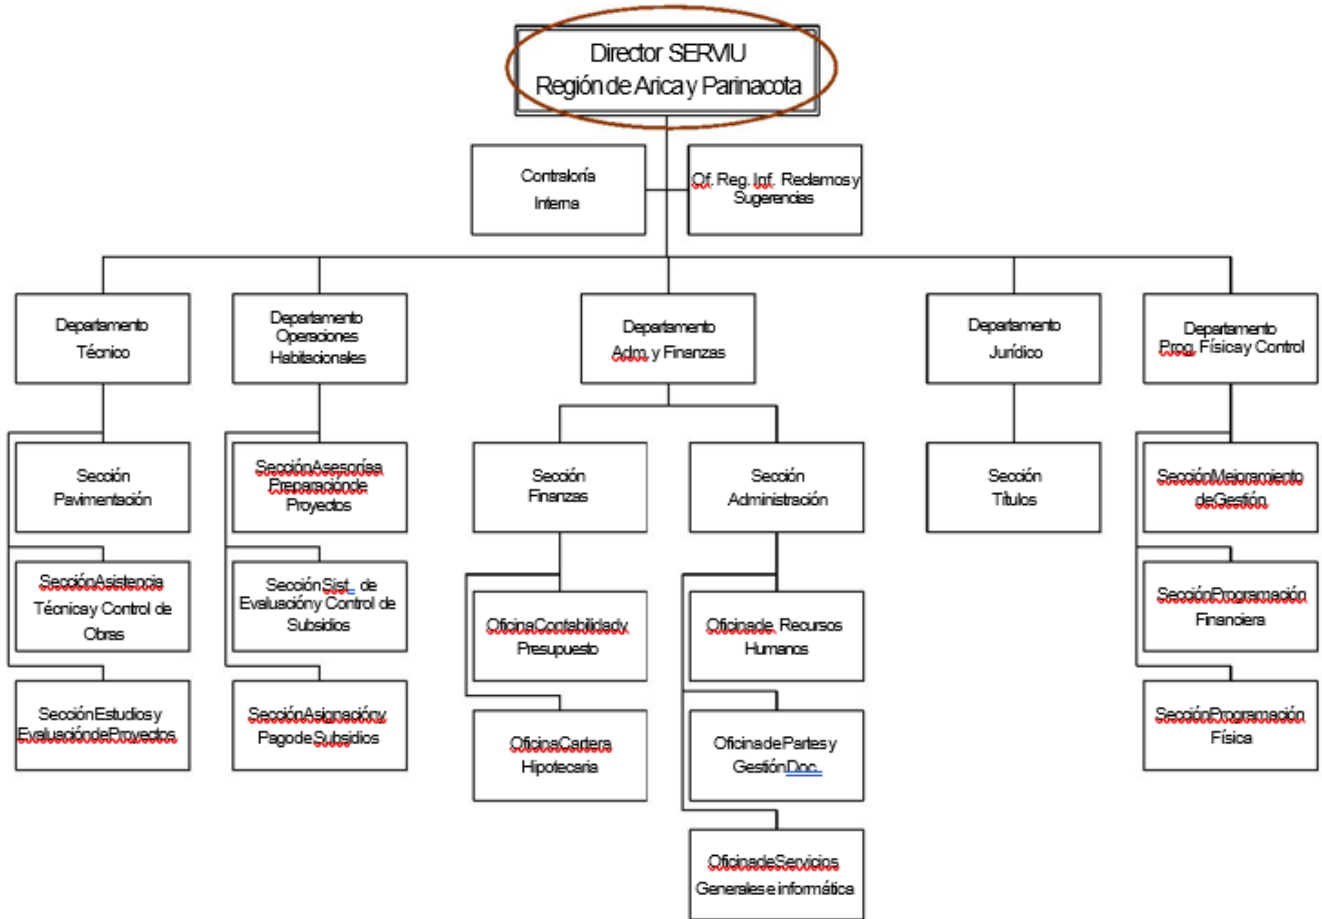 Director SERVIU
Región de Arica y Parinacota
Contraloría
Interna
Of. Reg. Inf. Reclamos y
Sugerencias
Departamento
Técnico
Departamento
Operaciones
Habitacionales
Departamento
Adm. y Finanzas
Departamento
Jurídico
Departamento
Prog. Física y Control
Sección
Pavimentación
Sección Asesoría a
Preparación de
Proyectos
Sección
Finanzas
Sección
Administración
Sección
Títulos
Sección Mejoramiento
de Gestión
Sección Asistencia
Técnica y Control de
Obras
Sección Sist. de
Evaluación y Control de
Subsidios
Oficina Contabilidad y
Presupuesto
Oficina de Recursos
Humanos
Sección Programación
Financiera
Sección Estudios y
Evaluación de Proyectos
Sección Asignación y
Pago de Subsidios
Oficina Cartera
Hipotecaria
Oficina de Partes y
Gestión Doc.
Sección Programación
Física
Oficina de Servicios
Generales e informática